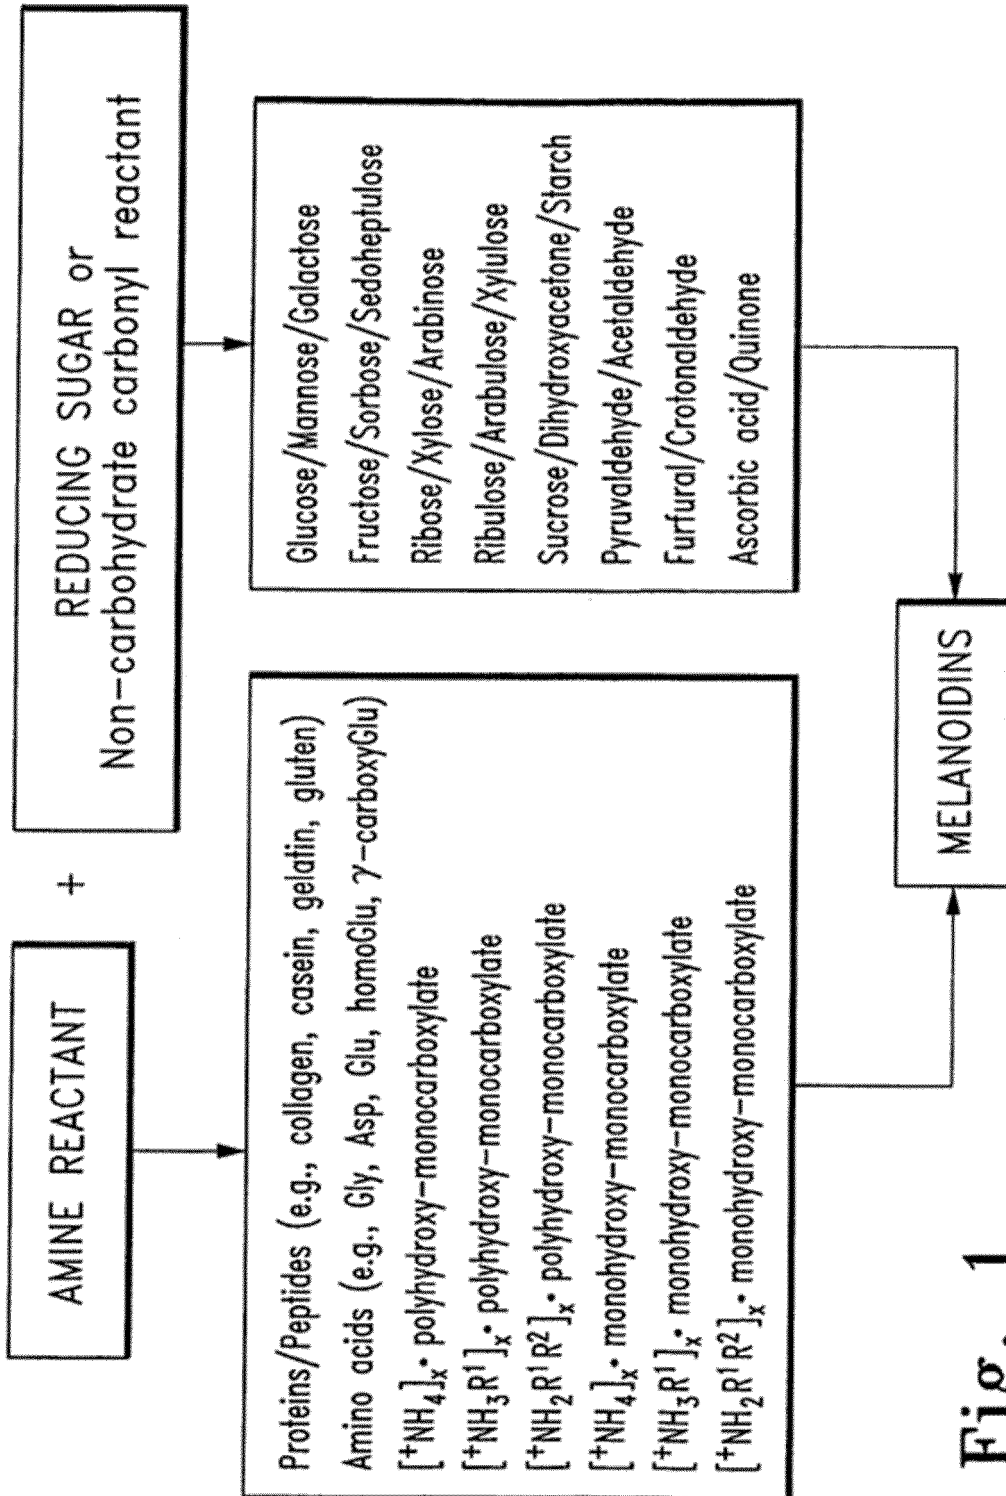 AMINE REACTANT
+
REDUCING SUGAR or
Non-carbohydrate carbonyl reactant
Proteins/Peptides (e.g., collagen, casein, gelatin, gluten)
Amino acids (e.g., Gly, Asp, Glu, homoGlu, γ-carboxyGlu)
[⁺NH₄]ₓ• polyhydroxy-monocarboxylate
[⁺NH₃R¹]ₓ• polyhydroxy-monocarboxylate
[⁺NH₂R¹R²]ₓ• polyhydroxy-monocarboxylate
[⁺NH₄]ₓ• monohydroxy-monocarboxylate
[⁺NH₃R¹]ₓ• monohydroxy-monocarboxylate
[⁺NH₂R¹R²]ₓ• monohydroxy-monocarboxylate
Glucose/Mannose/Galactose
Fructose/Sorbose/Sedoheptulose
Ribose/Xylose/Arabinose
Ribulose/Arabulose/Xylulose
Sucrose/Dihydroxyacetone/Starch
Pyruvaldehyde/Acetaldehyde
Furfural/Crotonaldehyde
Ascorbic acid/Quinone
MELANOIDINS
Fig. 1